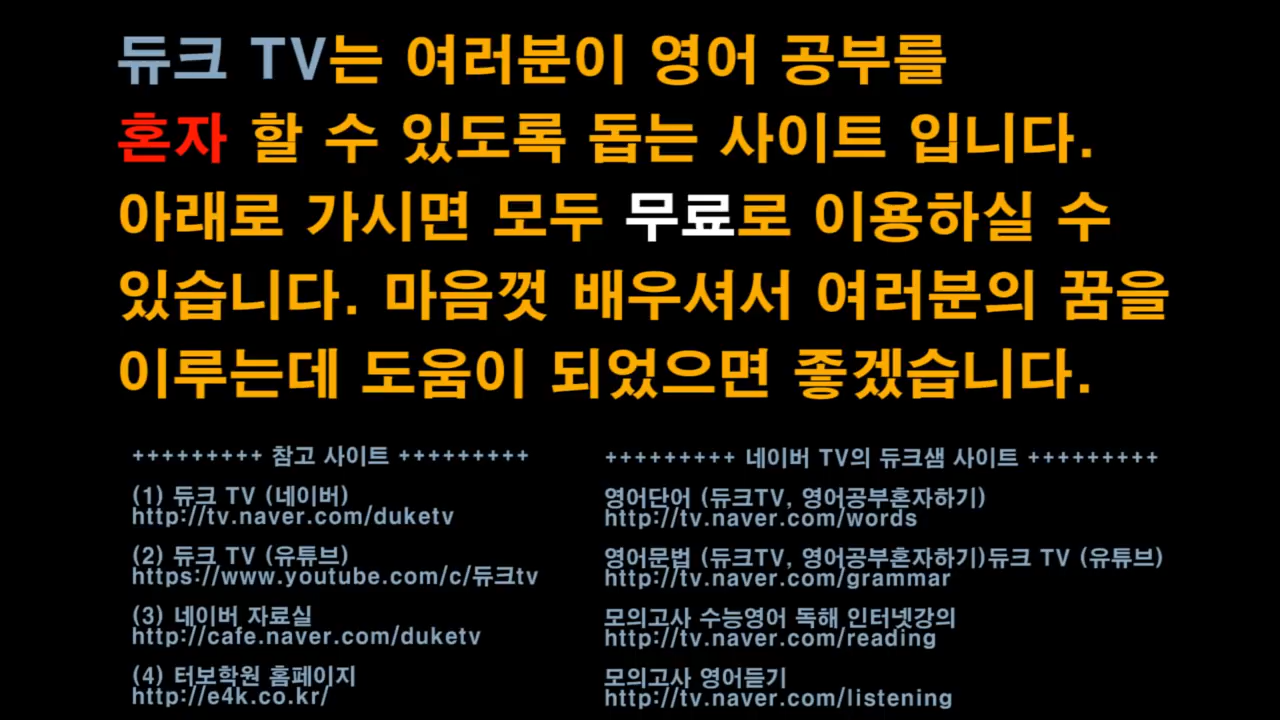 듀크 TV는 여러분이 영어 공부를
혼자 할 수 있도록 돕는 사이트 입니다.
아래로 가시면 모두 무료로 이용하실 수
있습니다. 마음껏 배우셔서 여러분의 꿈을
이루는데 도움이 되었으면 좋겠습니다.
+++++++++ 참고 사이트 +++++++++
(1) 듀크 TV (네이버)
http://tv.naver.com/duketv
(2) 듀크 TV (유튜브)
https://www.youtube.com/c/듀크tv
(3) 네이버 자료실
http://cafe.naver.com/duketv
(4) 터보학원 홈페이지
http://e4k.co.kr/
+++++++++ 네이버 TV의 듀크샘 사이트 +++++++++
영어단어 (듀크TV, 영어공부혼자하기)
http://tv.naver.com/words
영어문법 (듀크TV, 영어공부혼자하기)듀크 TV (유튜브)
http://tv.naver.com/grammar
모의고사 수능영어 독해 인터넷강의
http://tv.naver.com/reading
모의고사 영어듣기
http://tv.naver.com/listening